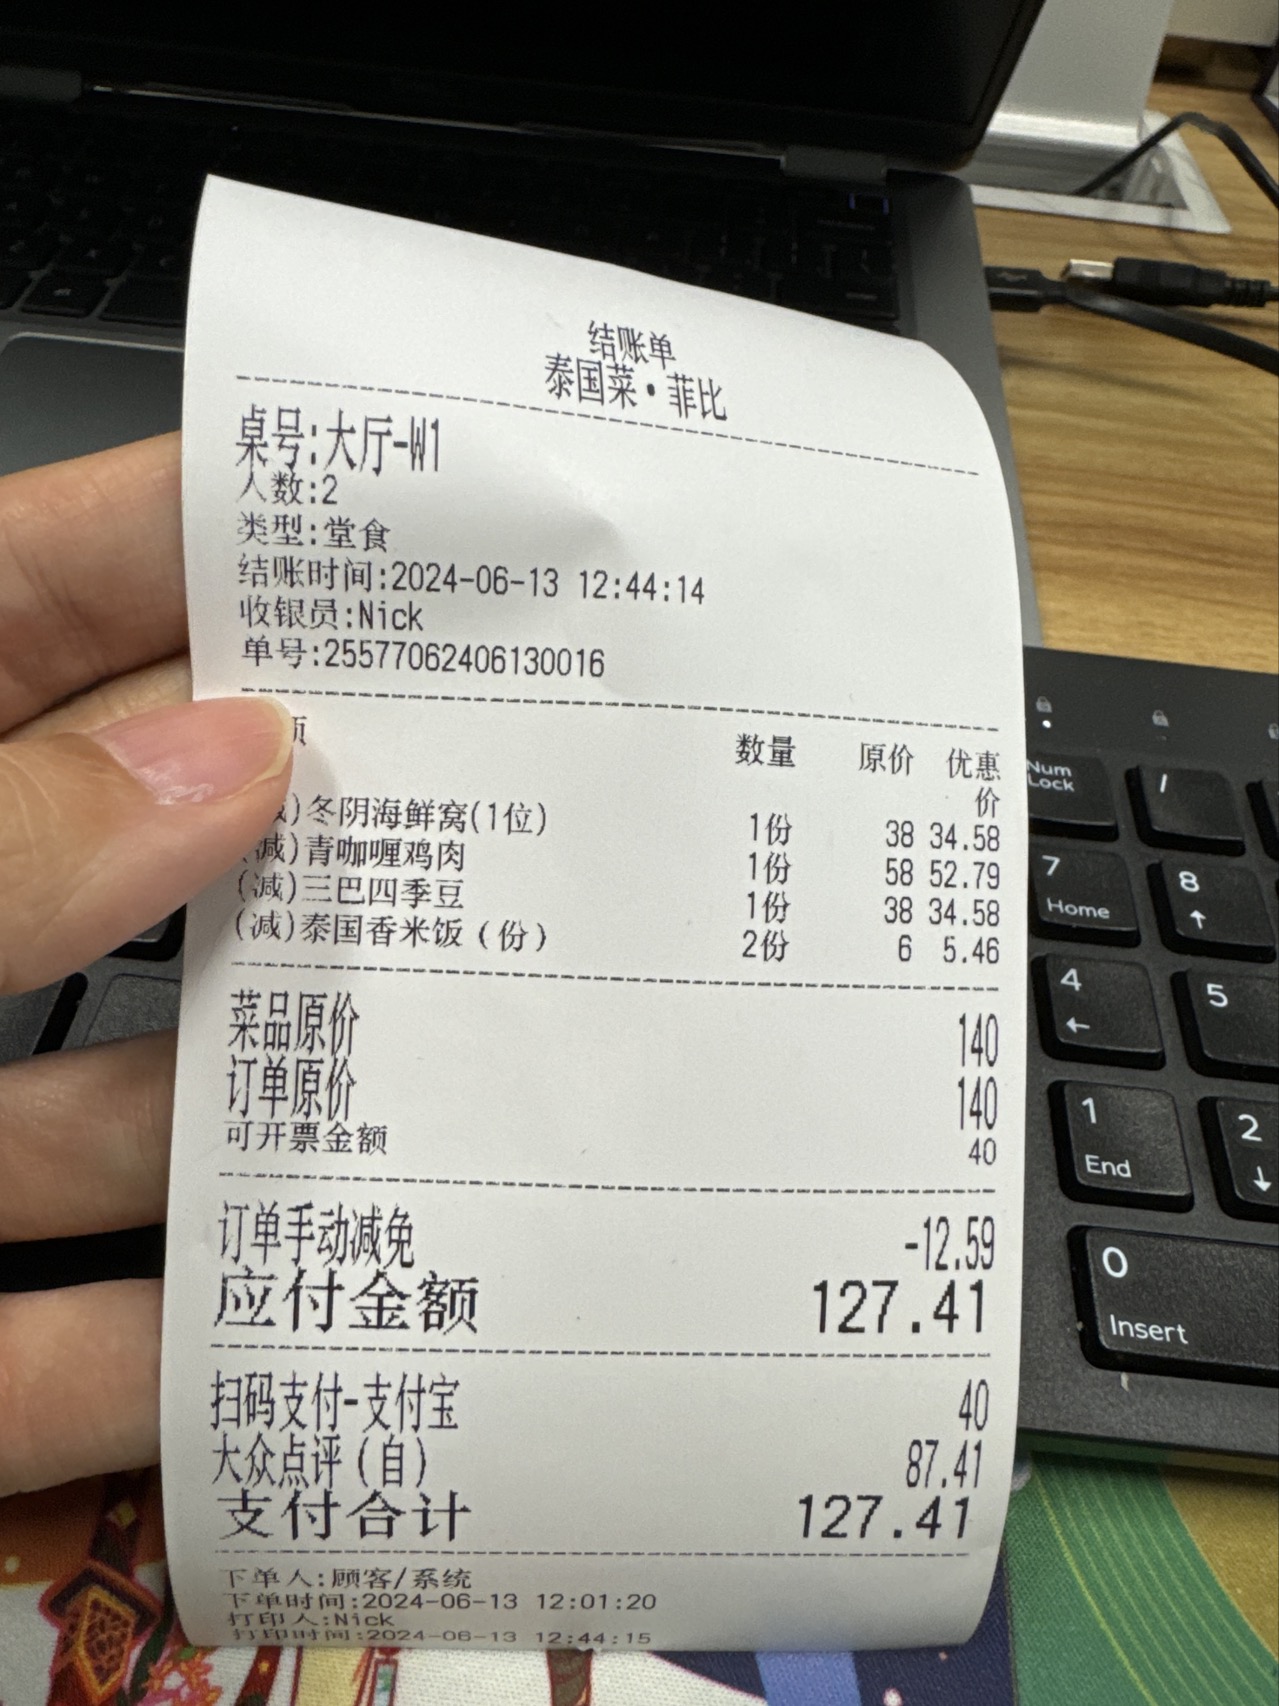 结账单
泰国菜·菲比
桌号:大厅-W1
人数:2
类型:堂食
结账时间:2024-06-13 12:44:14
收银员:Nick
单号:25577062406130016
项 数量 原价 优惠价
减)冬阴海鲜窝(1位) 1份 38 34.58
(减)青咖喱鸡肉 1份 58 52.79
(减)三巴四季豆 1份 38 34.58
(减)泰国香米饭(份) 2份 6 5.46
菜品原价 140
订单原价 140
可开票金额 40
订单手动减免 -12.59
应付金额 127.41
扫码支付-支付宝 40
大众点评(自) 87.41
支付合计 127.41
下单人:顾客/系统
下单时间:2024-06-13 12:01:20
打印人:Nick
打印时间:2024-06-13 12:44:15
Num Lock
/
7 Home
8 ↑
4 ←
5
1 End
2 ↓
0 Insert